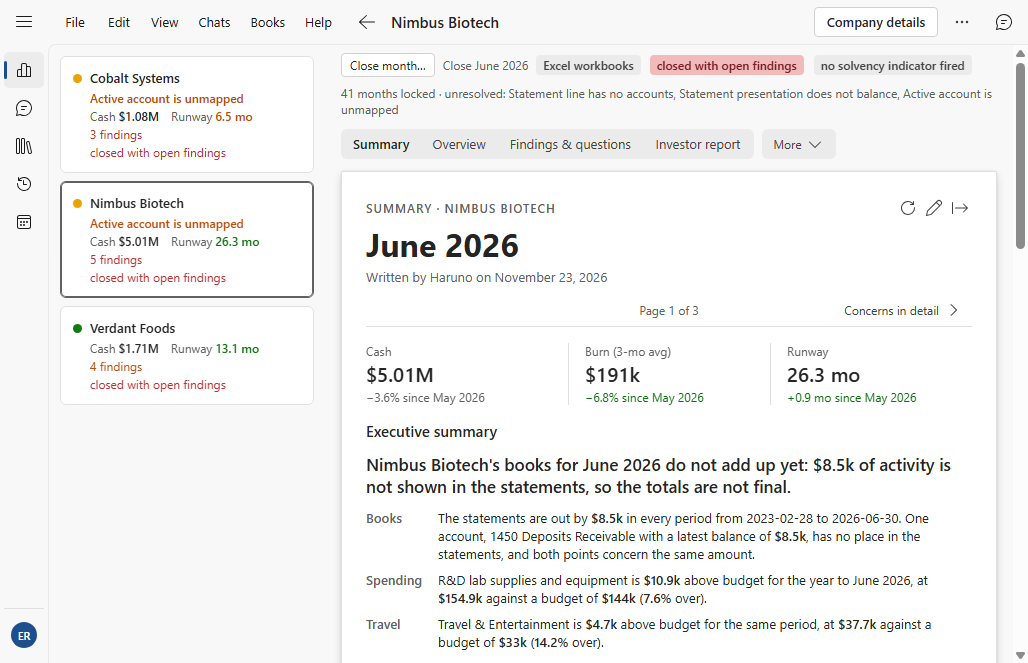 File Edit View Chats Books Help Nimbus Biotech Company details
Cobalt Systems
Active account is unmapped
Cash $1.08M Runway 6.5 mo
3 findings
closed with open findings
Nimbus Biotech
Active account is unmapped
Cash $5.01M Runway 26.3 mo
5 findings
closed with open findings
Verdant Foods
Cash $1.71M Runway 13.1 mo
4 findings
closed with open findings
ER
Close month... Close June 2026 Excel workbooks closed with open findings no solvency indicator fired
41 months locked · unresolved: Statement line has no accounts, Statement presentation does not balance, Active account is
unmapped
Summary Overview Findings & questions Investor report More
SUMMARY · NIMBUS BIOTECH
June 2026
Written by Haruno on November 23, 2026
Page 1 of 3 Concerns in detail
Cash Burn (3-mo avg) Runway
$5.01M $191k 26.3 mo
−3.6% since May 2026 −6.8% since May 2026 +0.9 mo since May 2026
Executive summary
Nimbus Biotech's books for June 2026 do not add up yet: $8.5k of activity is
not shown in the statements, so the totals are not final.
Books The statements are out by $8.5k in every period from 2023-02-28 to 2026-06-30. One
account, 1450 Deposits Receivable with a latest balance of $8.5k, has no place in the
statements, and both points concern the same amount.
Spending R&D lab supplies and equipment is $10.9k above budget for the year to June 2026, at
$154.9k against a budget of $144k (7.6% over).
Travel Travel & Entertainment is $4.7k above budget for the same period, at $37.7k against a
budget of $33k (14.2% over).